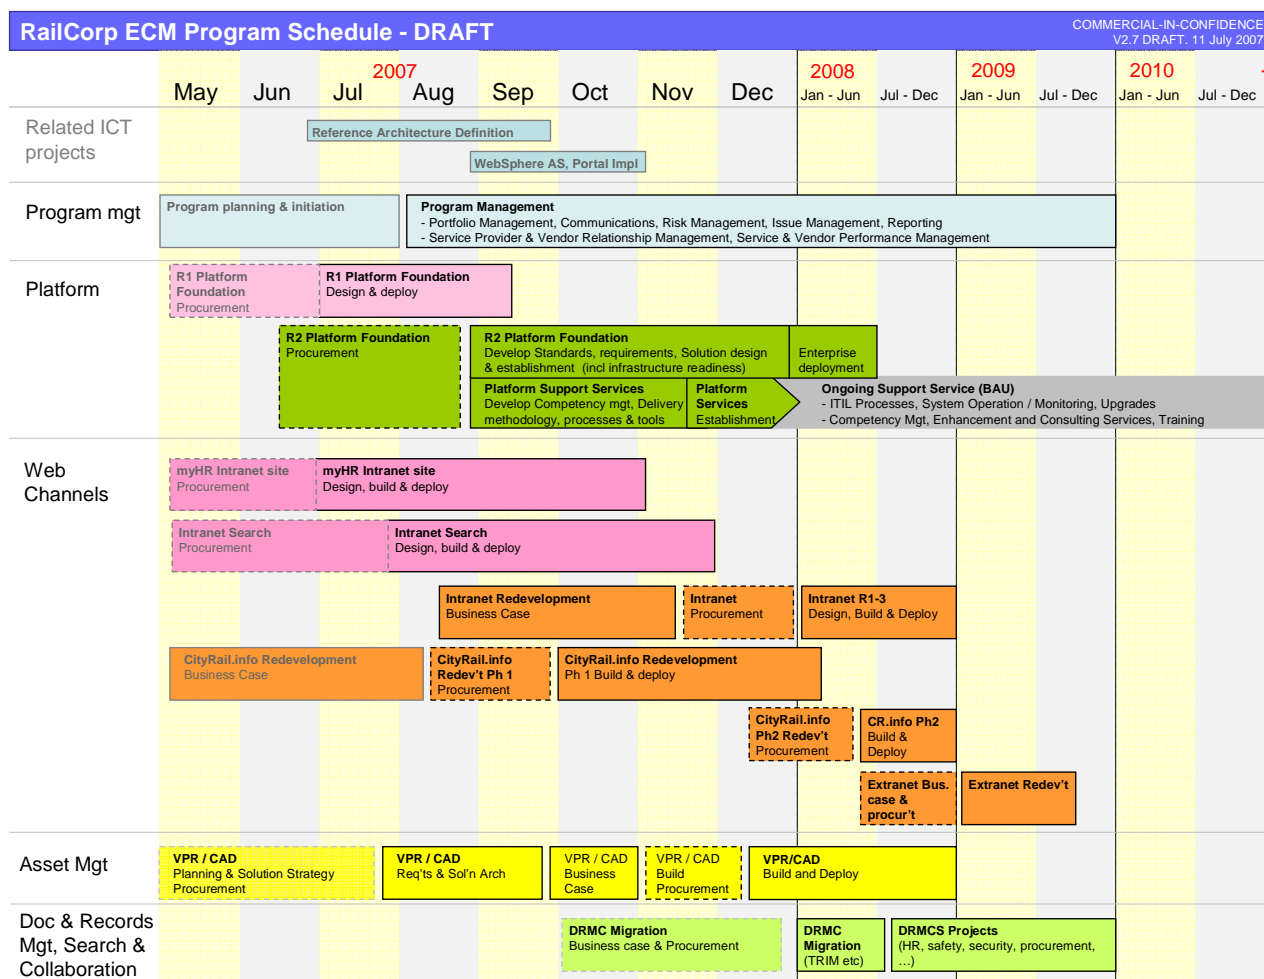 RailCorp ECM Program Schedule - DRAFT
COMMERCIAL-IN-CONFIDENCE
V2.7 DRAFT. 11 July 2007
2007
2008
2009
2010
May Jun Jul Aug Sep Oct Nov Dec Jan - Jun Jul - Dec Jan - Jun Jul - Dec Jan - Jun Jul - Dec
Related ICT
projects
Reference Architecture Definition
WebSphere AS, Portal Impl
Program mgt
Program planning & initiation
Program Management
- Portfolio Management, Communications, Risk Management, Issue Management, Reporting
- Service Provider & Vendor Relationship Management, Service & Vendor Performance Management
Platform
R1 Platform
Foundation
Procurement
R1 Platform Foundation
Design & deploy
R2 Platform Foundation
Procurement
R2 Platform Foundation
Develop Standards, requirements, Solution design
& establishment (incl infrastructure readiness)
Enterprise
deployment
Platform Support Services
Develop Competency mgt, Delivery
methodology, processes & tools
Platform
Services
Establishment
Ongoing Support Service (BAU)
- ITIL Processes, System Operation / Monitoring, Upgrades
- Competency Mgt, Enhancement and Consulting Services, Training
Web
Channels
myHR Intranet site
Procurement
myHR Intranet site
Design, build & deploy
Intranet Search
Procurement
Intranet Search
Design, build & deploy
Intranet Redevelopment
Business Case
Intranet
Procurement
Intranet R1-3
Design, Build & Deploy
CityRail.info Redevelopment
Business Case
CityRail.info
Redev't Ph 1
Procurement
CityRail.info Redevelopment
Ph 1 Build & deploy
CityRail.info
Ph2 Redev't
Procurement
CR.info Ph2
Build &
Deploy
Extranet Bus.
case &
procur't
Extranet Redev't
Asset Mgt
VPR / CAD
Planning & Solution Strategy
Procurement
VPR / CAD
Req'ts & Sol'n Arch
VPR / CAD
Business
Case
VPR / CAD
Build
Procurement
VPR/CAD
Build and Deploy
Doc & Records
Mgt, Search &
Collaboration
DRMC Migration
Business case & Procurement
DRMC
Migration
(TRIM etc)
DRMCS Projects
(HR, safety, security, procurement,
…)